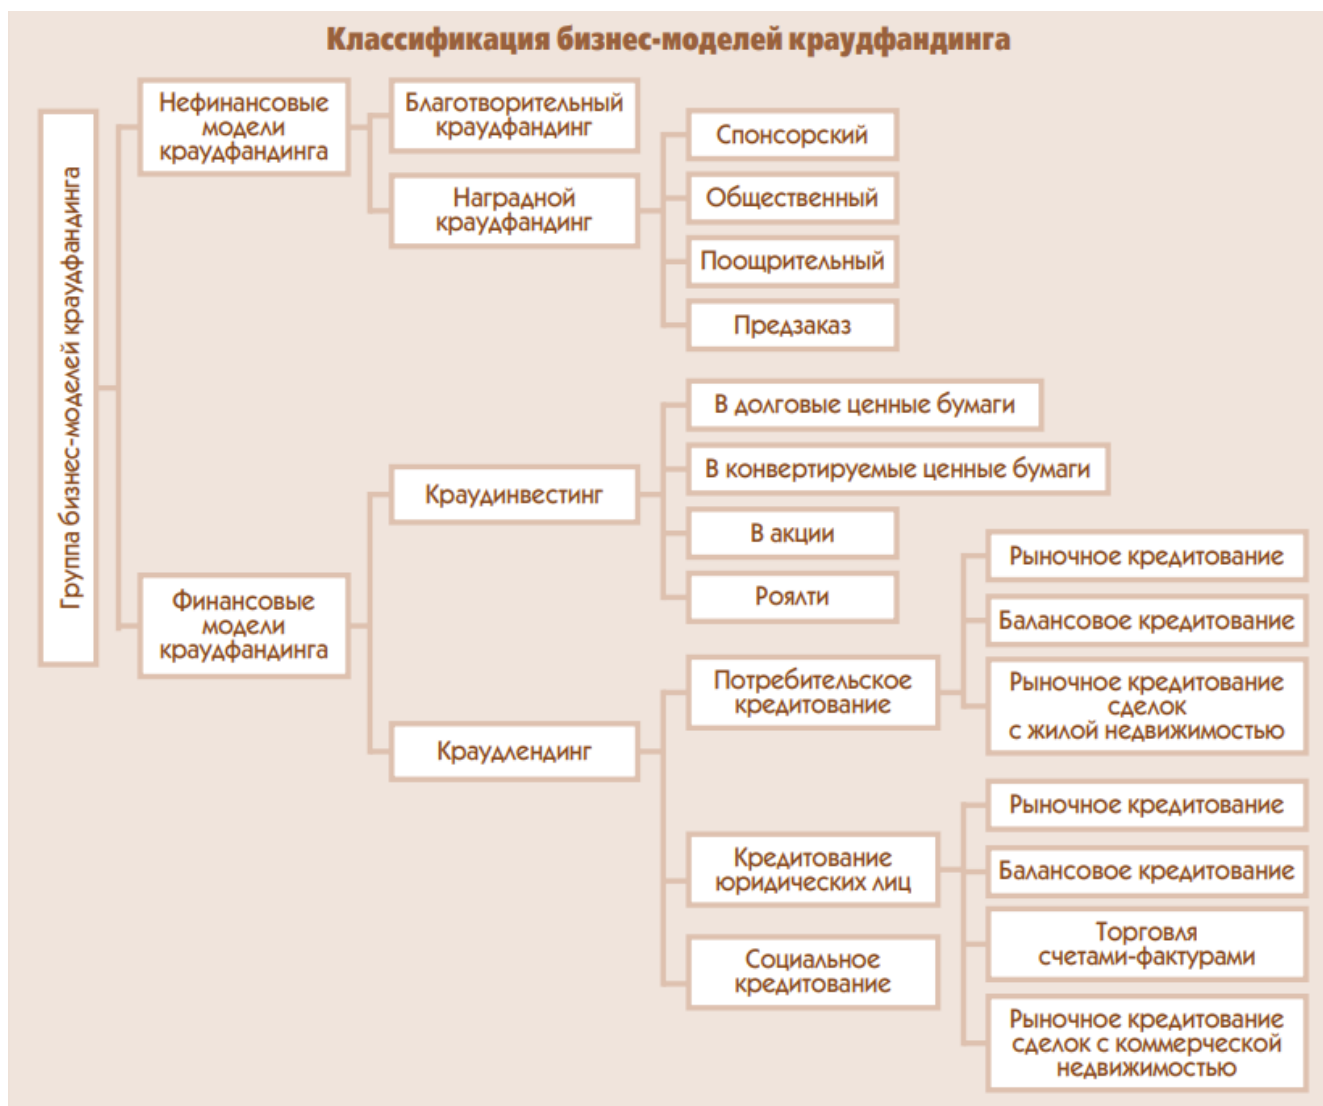 Классификация бизнес-моделей краудфандинга
Группа бизнес-моделей краудфандинга
Нефинансовые
модели
краудфандинга
Благотворительный
краудфандинг
Наградной
краудфандинг
Спонсорский
Общественный
Поощрительный
Предзаказ
Финансовые
модели
краудфандинга
Краудинвестинг
В долговые ценные бумаги
В конвертируемые ценные бумаги
В акции
Роялти
Краудлендинг
Потребительское
кредитование
Рыночное кредитование
Балансовое кредитование
Рыночное кредитование
сделок
с жилой недвижимостью
Кредитование
юридических лиц
Рыночное кредитование
Балансовое кредитование
Торговля
счетами-фактурами
Рыночное кредитование
сделок с коммерческой
недвижимостью
Социальное
кредитование